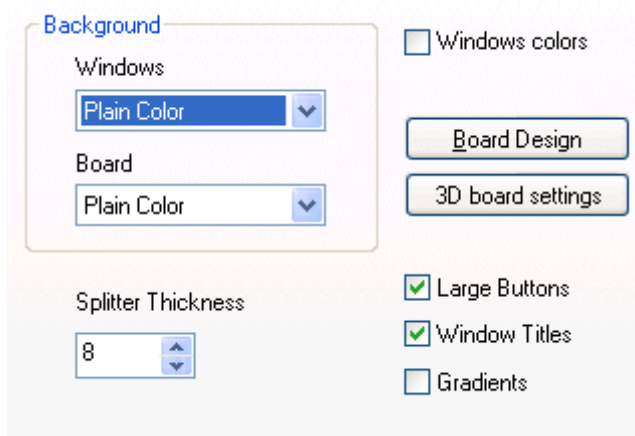 Background
Windows
Plain Color
Board
Plain Color
Splitter Thickness
8
Windows colors
Board Design
3D board settings
Large Buttons
Window Titles
Gradients